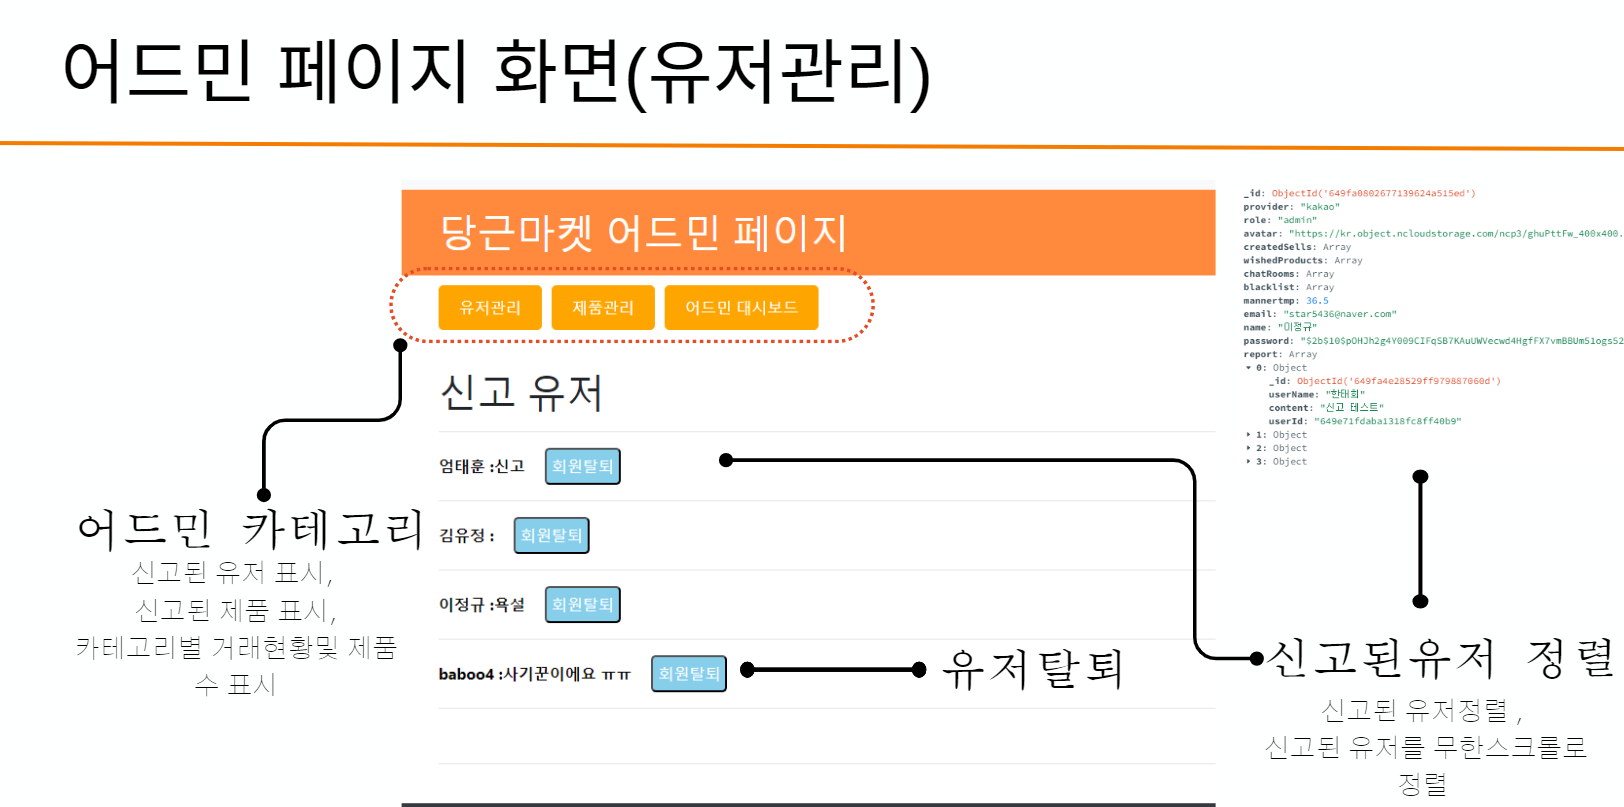 어드민 페이지 화면(유저관리)
당근마켓 어드민 페이지
유저관리
제품관리
어드민 대시보드
신고 유저
엄태훈 :신고
회원탈퇴
김유정 :
회원탈퇴
이정규 :욕설
회원탈퇴
baboo4 :사기꾼이에요 ㅠㅠ
회원탈퇴
어드민 카테고리
신고된 유저 표시,
신고된 제품 표시,
카테고리별 거래현황및 제품
수 표시
유저탈퇴
_id: ObjectId('649fa0802677139624a515ed')
provider: "kakao"
role: "admin"
avatar: "https://kr.object.ncloudstorage.com/ncp3/ghuPttFw_400x400.
createdSells: Array
wishedProducts: Array
chatRooms: Array
blacklist: Array
mannertmp: 36.5
email: "star5436@naver.com"
name: "이정규"
password: "$2b$10$pOHJh2g4Y009CIFqSB7KAuUWVecwd4HgfFX7vmBBUm51ogs52
report: Array
0: Object
_id: ObjectId('649fa4e28529ff979887060d')
userName: "한태희"
content: "신고 테스트"
userId: "649e71fdaba1318fc8ff40b9"
1: Object
2: Object
3: Object
신고된유저 정렬
신고된 유저정렬 ,
신고된 유저를 무한스크롤로
정렬